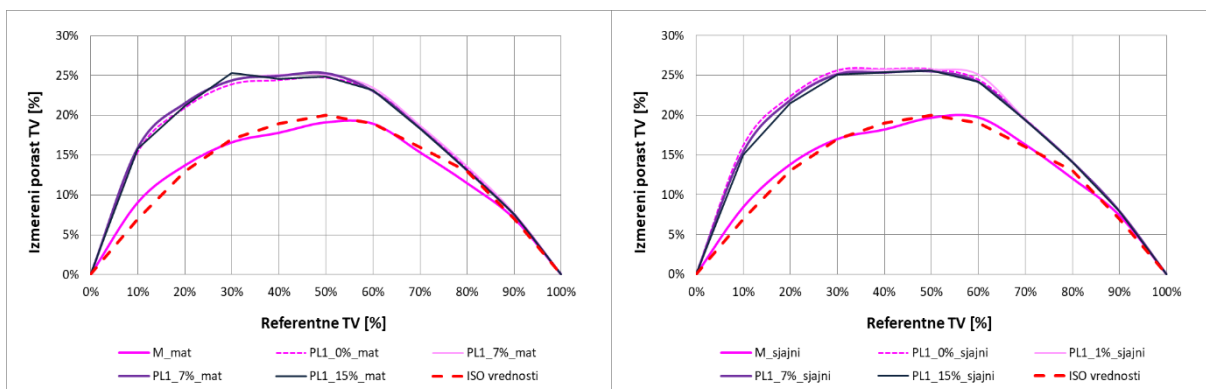 30%
25%
20%
15%
10%
5%
0%
Izmereni porast TV [%]
0% 10% 20% 30% 40% 50% 60% 70% 80% 90% 100%
Referentne TV [%]
M_mat PL1_0%_mat PL1_7%_mat
PL1_7%_mat PL1_15%_mat ISO vrednosti
30%
25%
20%
15%
10%
5%
0%
Izmereni porast TV [%]
0% 10% 20% 30% 40% 50% 60% 70% 80% 90% 100%
Referentne TV [%]
M_sjajni PL1_0%_sjajni PL1_1%_sjajni
PL1_7%_sjajni PL1_15%_sjajni ISO vrednosti